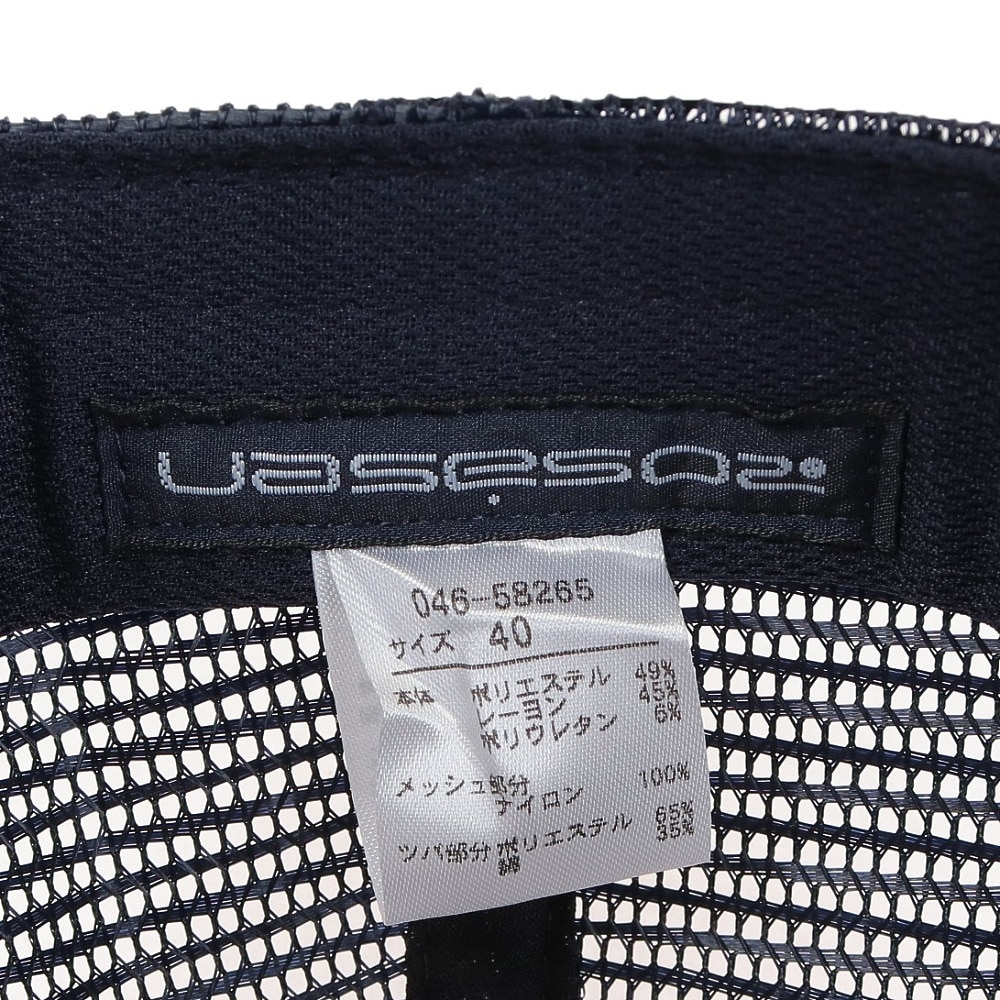 rosasen
046-58265
サイズ 40
本体 ポリエステル 49%
レーヨン 45%
ポリウレタン 6%
メッシュ部分
ナイロン 100%
ツバ部分 ポリエステル 65%
綿 35%